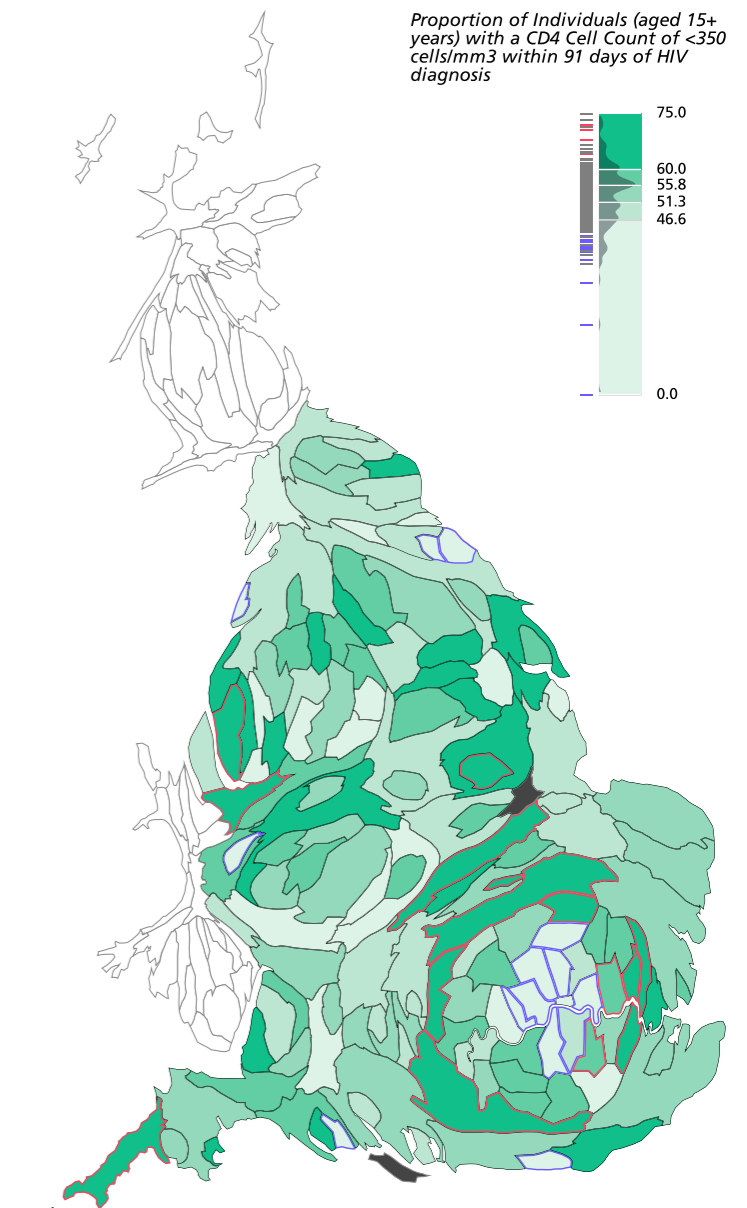 Proportion of Individuals (aged 15+
years) with a CD4 Cell Count of <350
cells/mm3 within 91 days of HIV
diagnosis
75.0
60.0
55.8
51.3
46.6
0.0